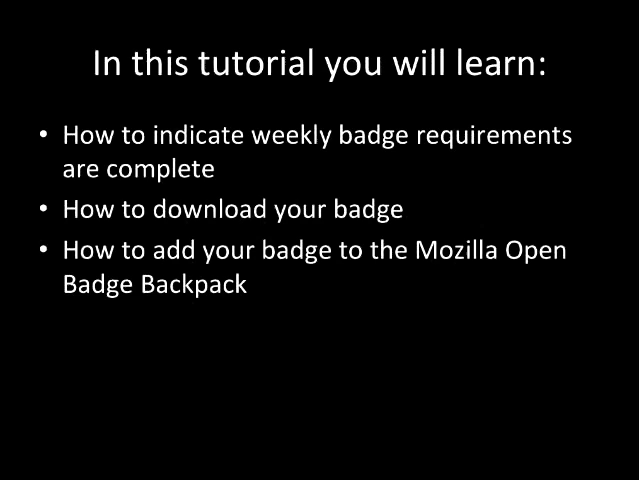 In this tutorial you will learn:
• How to indicate weekly badge requirements
are complete
• How to download your badge
• How to add your badge to the Mozilla Open
Badge Backpack